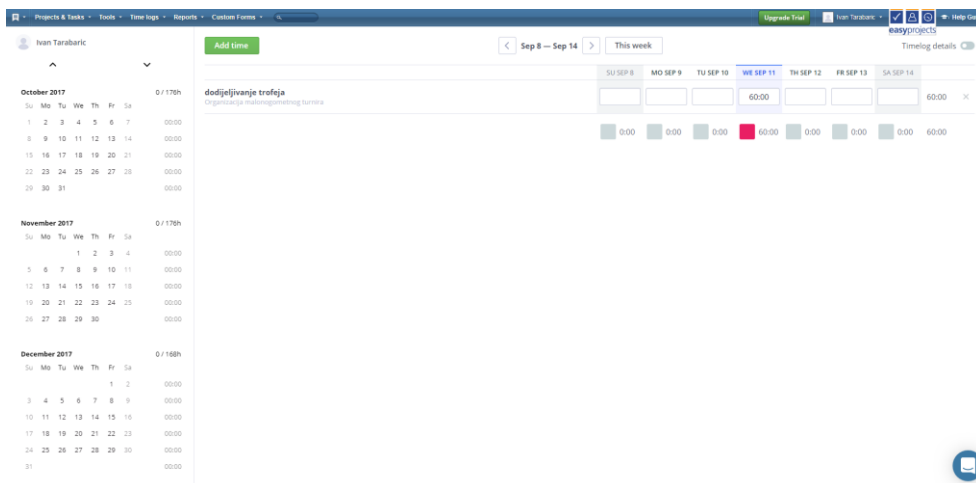 Projects & Tasks Tools Time logs Reports Custom Forms Upgrade Trial Ivan Tarabaric Help Gu
easyprojects
Ivan Tarabaric
Add time < Sep 8 — Sep 14 > This week Timelog details
SU SEP 8 MO SEP 9 TU SEP 10 WE SEP 11 TH SEP 12 FR SEP 13 SA SEP 14
dodijeljivanje trofeja 60:00 60:00 ×
Organizacija malonogometnog turnira
0:00 0:00 0:00 60:00 0:00 0:00 0:00 60:00
October 2017 0 / 176h
Su Mo Tu We Th Fr Sa
1 2 3 4 5 6 7 00:00
8 9 10 11 12 13 14 00:00
15 16 17 18 19 20 21 00:00
22 23 24 25 26 27 28 00:00
29 30 31 00:00
November 2017 0 / 176h
Su Mo Tu We Th Fr Sa
1 2 3 4 00:00
5 6 7 8 9 10 11 00:00
12 13 14 15 16 17 18 00:00
19 20 21 22 23 24 25 00:00
26 27 28 29 30 00:00
December 2017 0 / 168h
Su Mo Tu We Th Fr Sa
1 2 00:00
3 4 5 6 7 8 9 00:00
10 11 12 13 14 15 16 00:00
17 18 19 20 21 22 23 00:00
24 25 26 27 28 29 30 00:00
31 00:00